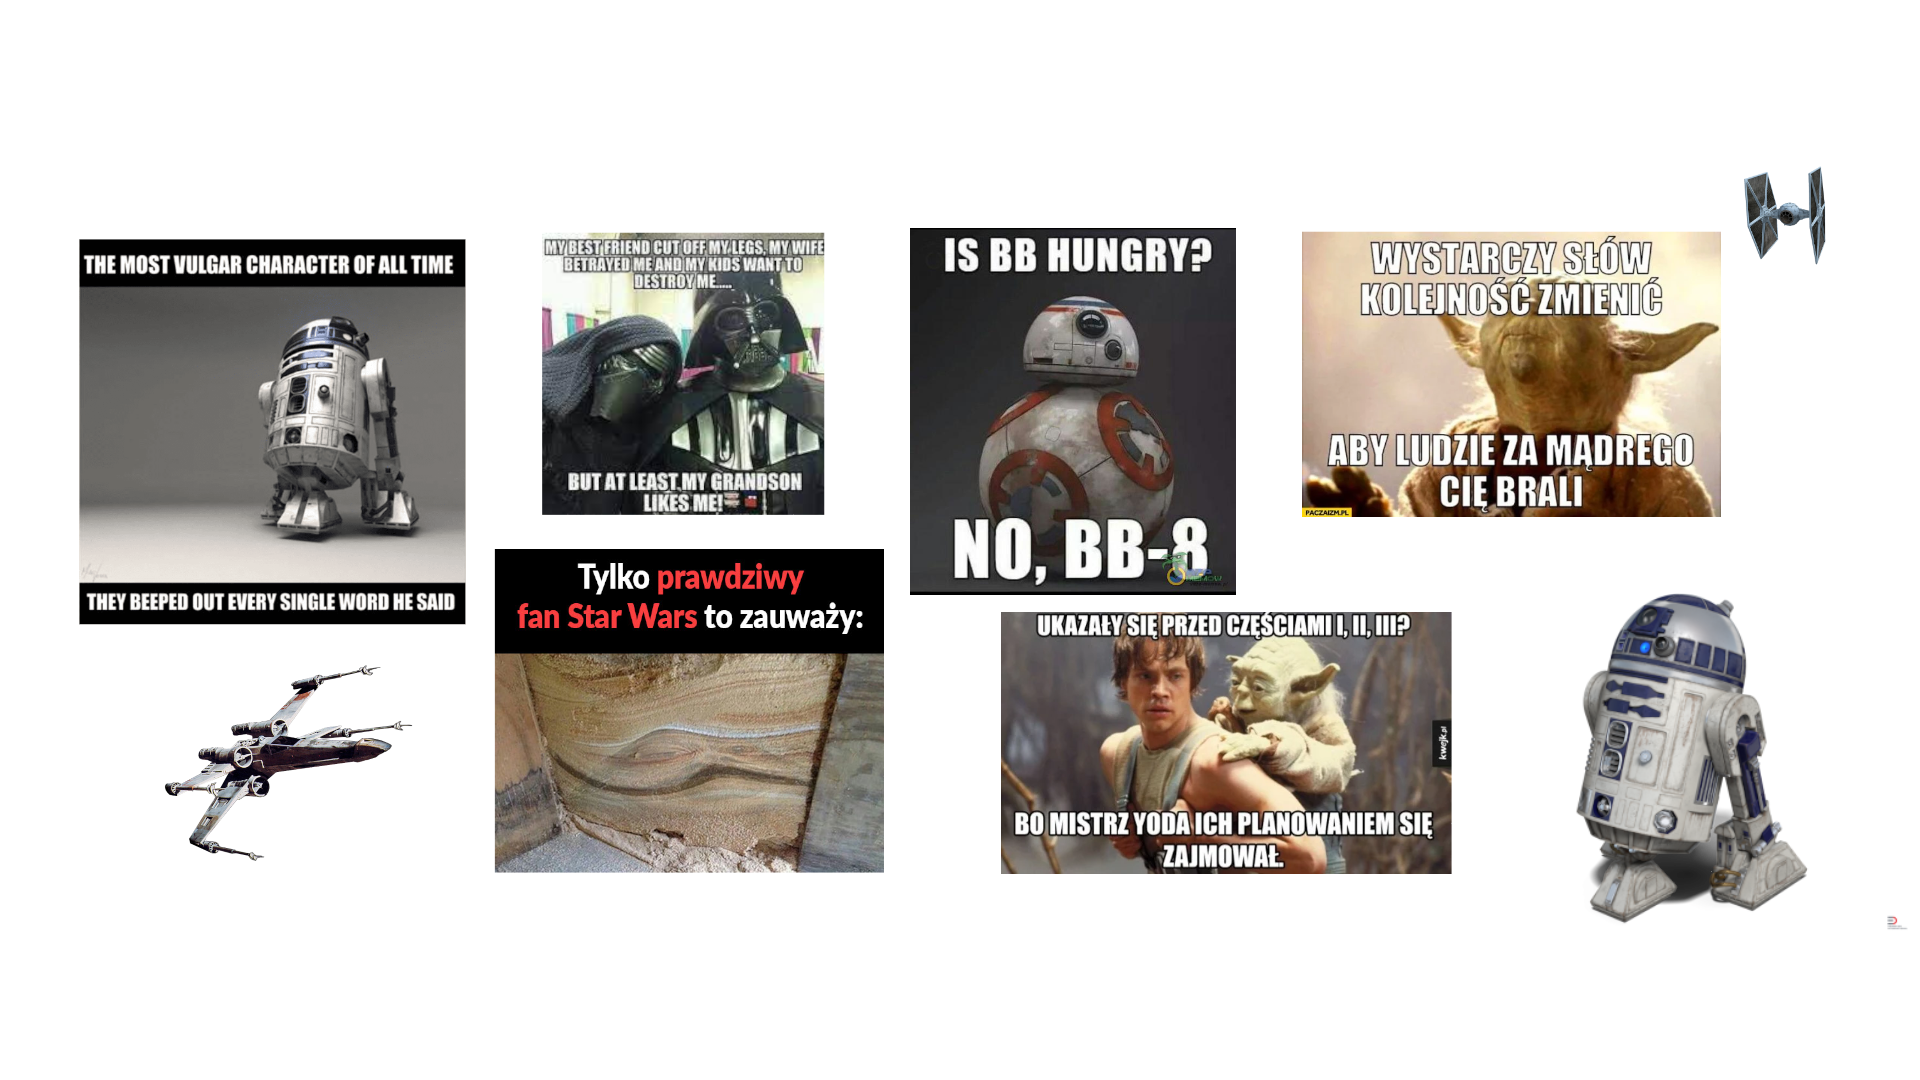 THE MOST VULGAR CHARACTER OF ALL TIME
THEY BEEPED OUT EVERY SINGLE WORD HE SAID
MY BEST FRIEND CUT OFF MY LEGS, MY WIFE
BETRAYED ME AND MY KIDS WANT TO
DESTROY ME.....
BUT AT LEAST MY GRANDSON
LIKES ME!
IS BB HUNGRY?
NO, BB-8
WYSTARCZY SŁÓW
KOLEJNOŚĆ ZMIENIĆ
ABY LUDZIE ZA MĄDREGO
CIĘ BRALI
PACZAIZM.PL
Tylko prawdziwy
fan Star Wars to zauważy:
UKAZAŁY SIĘ PRZED CZĘŚCIAMI I, II, III?
kwejk.pl
BO MISTRZ YODA ICH PLANOWANIEM SIĘ
ZAJMOWAŁ.